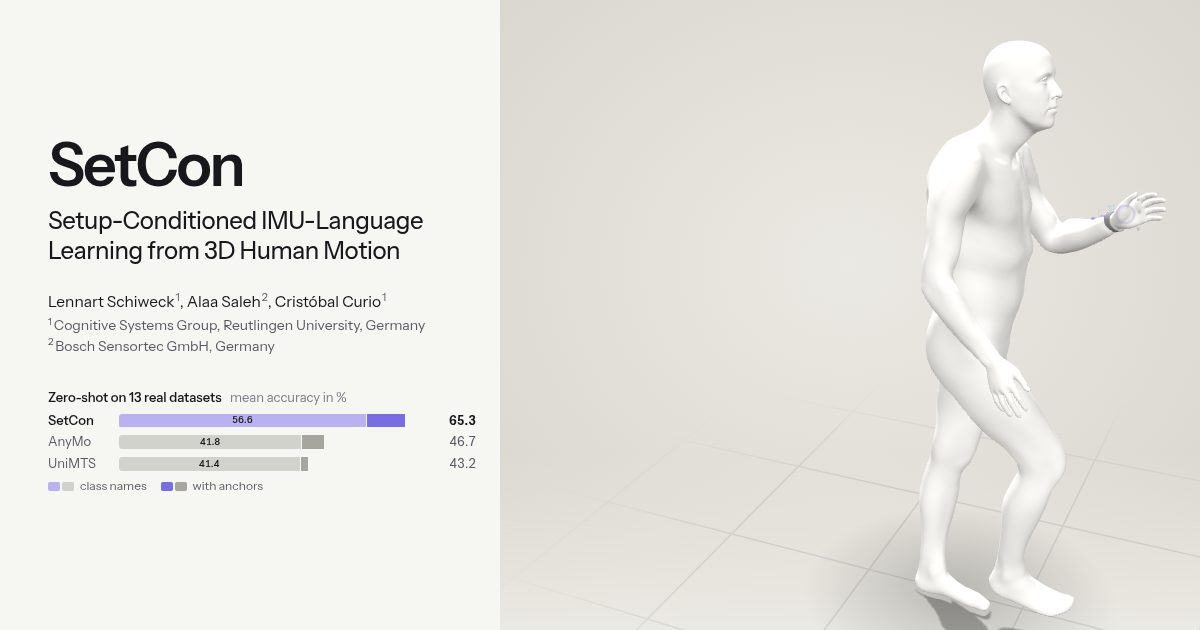 SetCon
Setup-Conditioned IMU-Language
Learning from 3D Human Motion
Lennart Schiweck¹, Alaa Saleh², Cristóbal Curio¹
¹Cognitive Systems Group, Reutlingen University, Germany
²Bosch Sensortec GmbH, Germany
Zero-shot on 13 real datasets mean accuracy in %
SetCon 56.6 65.3
AnyMo 41.8 46.7
UniMTS 41.4 43.2
class names with anchors